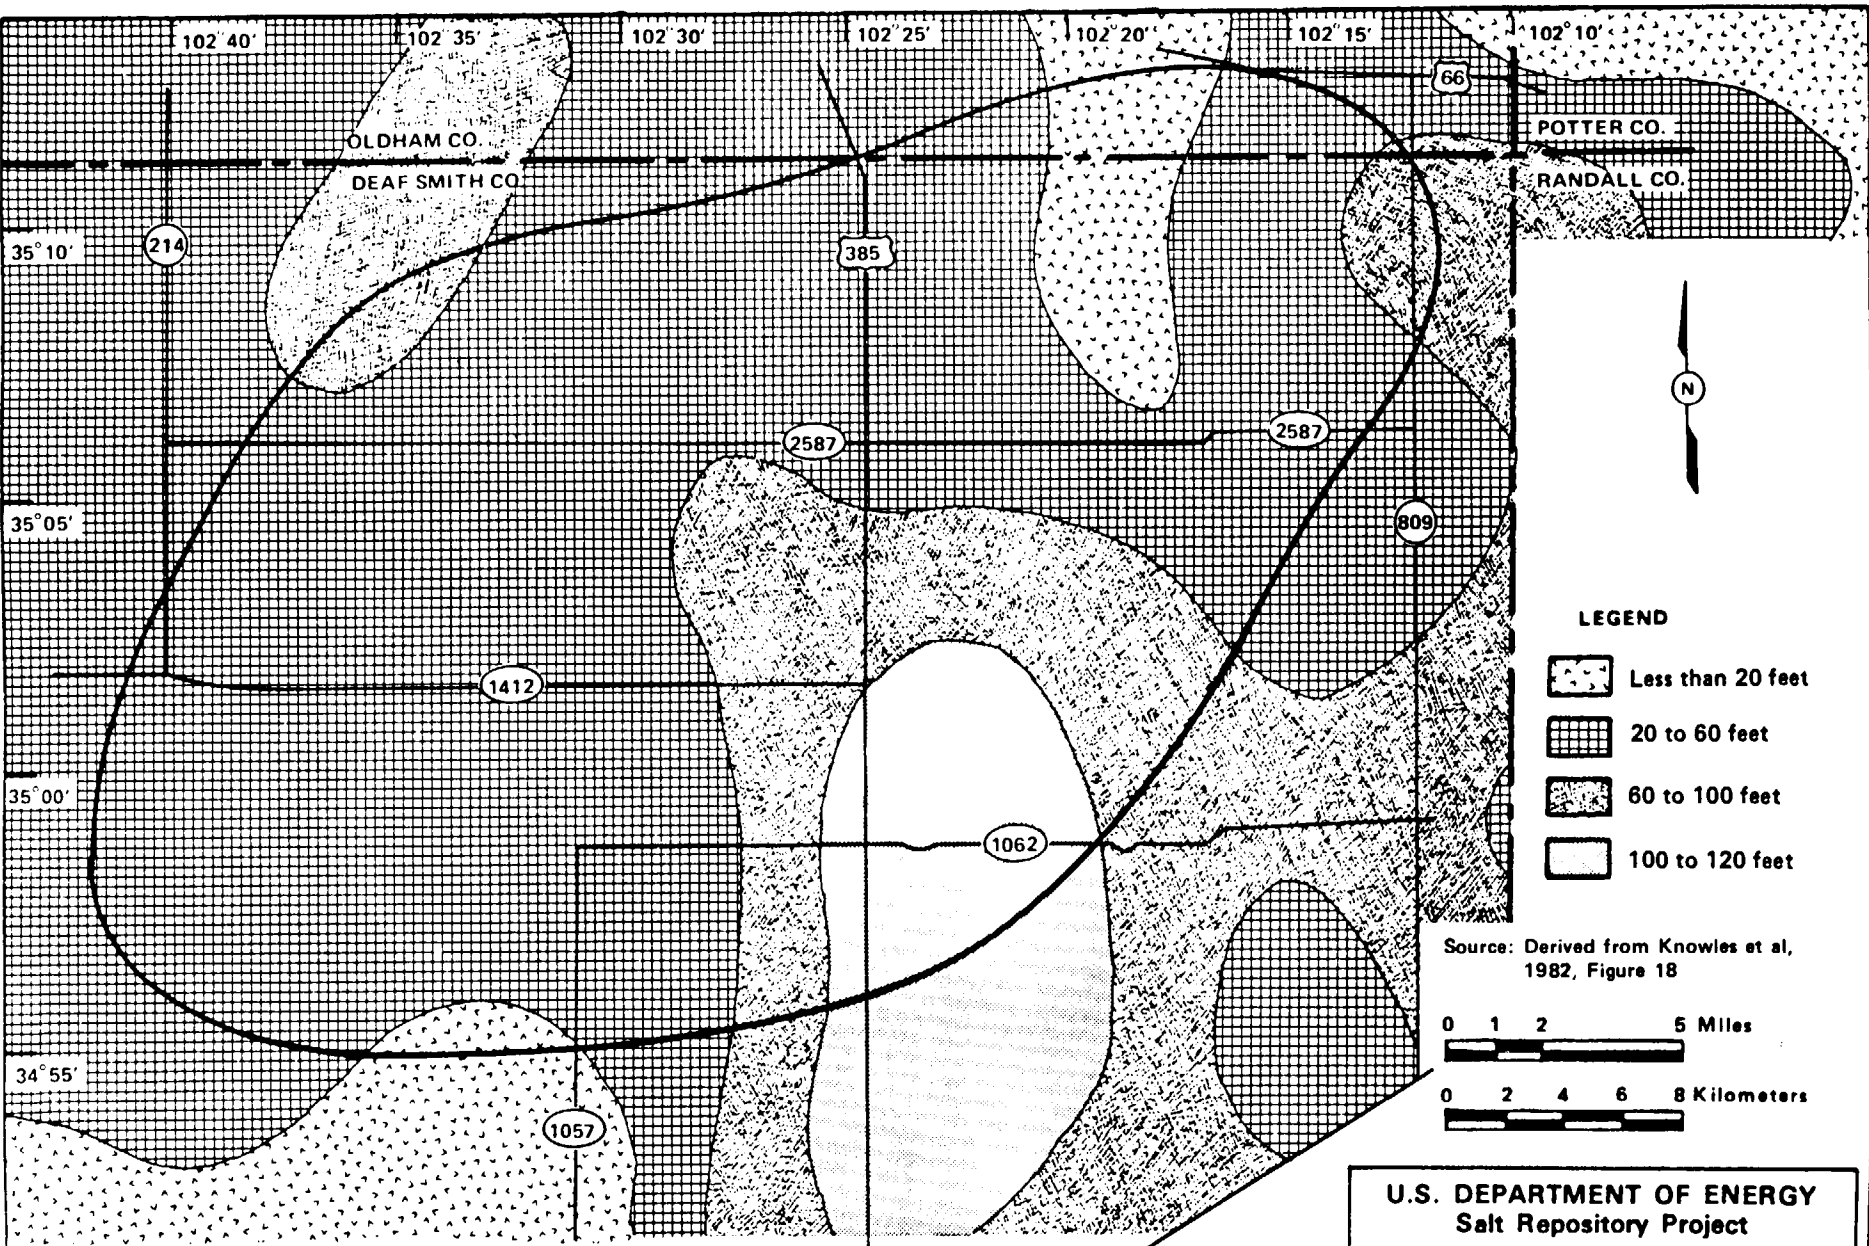 102°40' 102°35' 102°30' 102°25' 102°20' 102°15' 102°10'
66
OLDHAM CO.
POTTER CO.
DEAF SMITH CO
RANDALL CO.
35°10'
214
385
N
2587
2587
35°05'
809
LEGEND
Less than 20 feet
20 to 60 feet
60 to 100 feet
100 to 120 feet
1412
35°00'
1062
Source: Derived from Knowles et al,
1982, Figure 18
0 1 2 5 Miles
0 2 4 6 8 Kilometers
34°55'
1057
U.S. DEPARTMENT OF ENERGY
Salt Repository Project